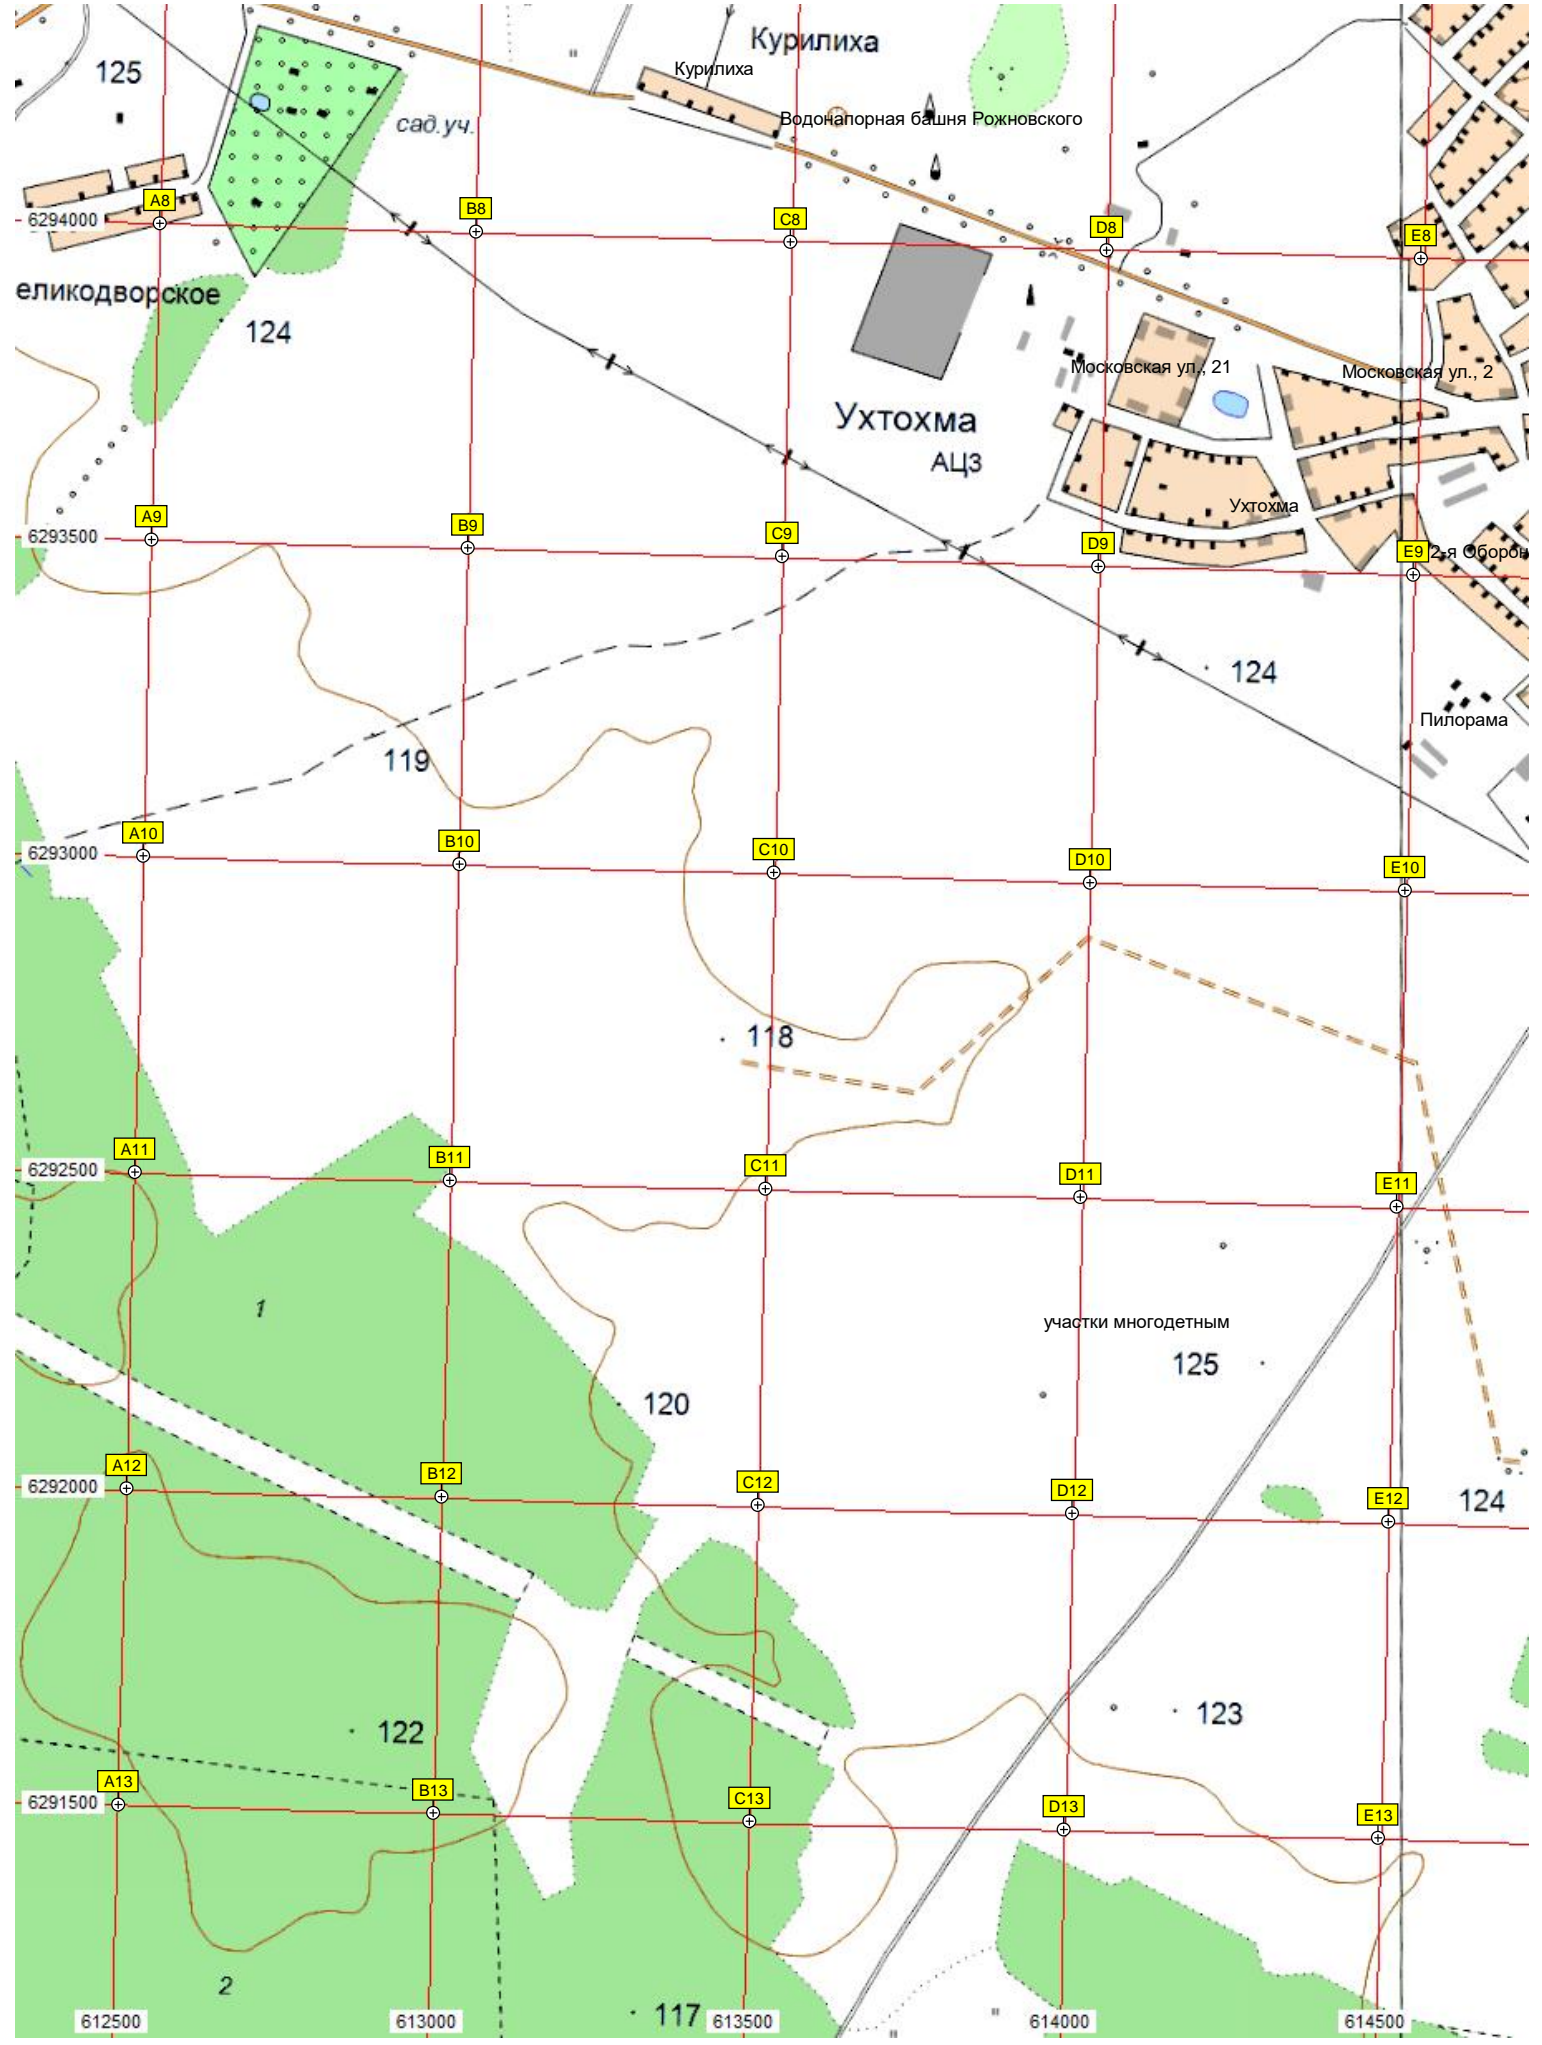 Курилиха
Курилиха
125
Водонапорная башня Рожновского
сад.уч.
A8
B8
C8
D8
E8
6294000
еликодворское
124
Московская ул., 21
Московская ул., 2
Ухтохма
АЦЗ
Ухтохма
A9
B9
C9
D9
E9
2-я Оборон
6293500
124
Пилорама
119
A10
B10
C10
D10
E10
6293000
118
A11
B11
C11
D11
E11
6292500
1
участки многодетным
125
120
A12
B12
C12
D12
E12
6292000
124
122
123
A13
B13
C13
D13
E13
6291500
2
117
612500
613000
613500
614000
614500